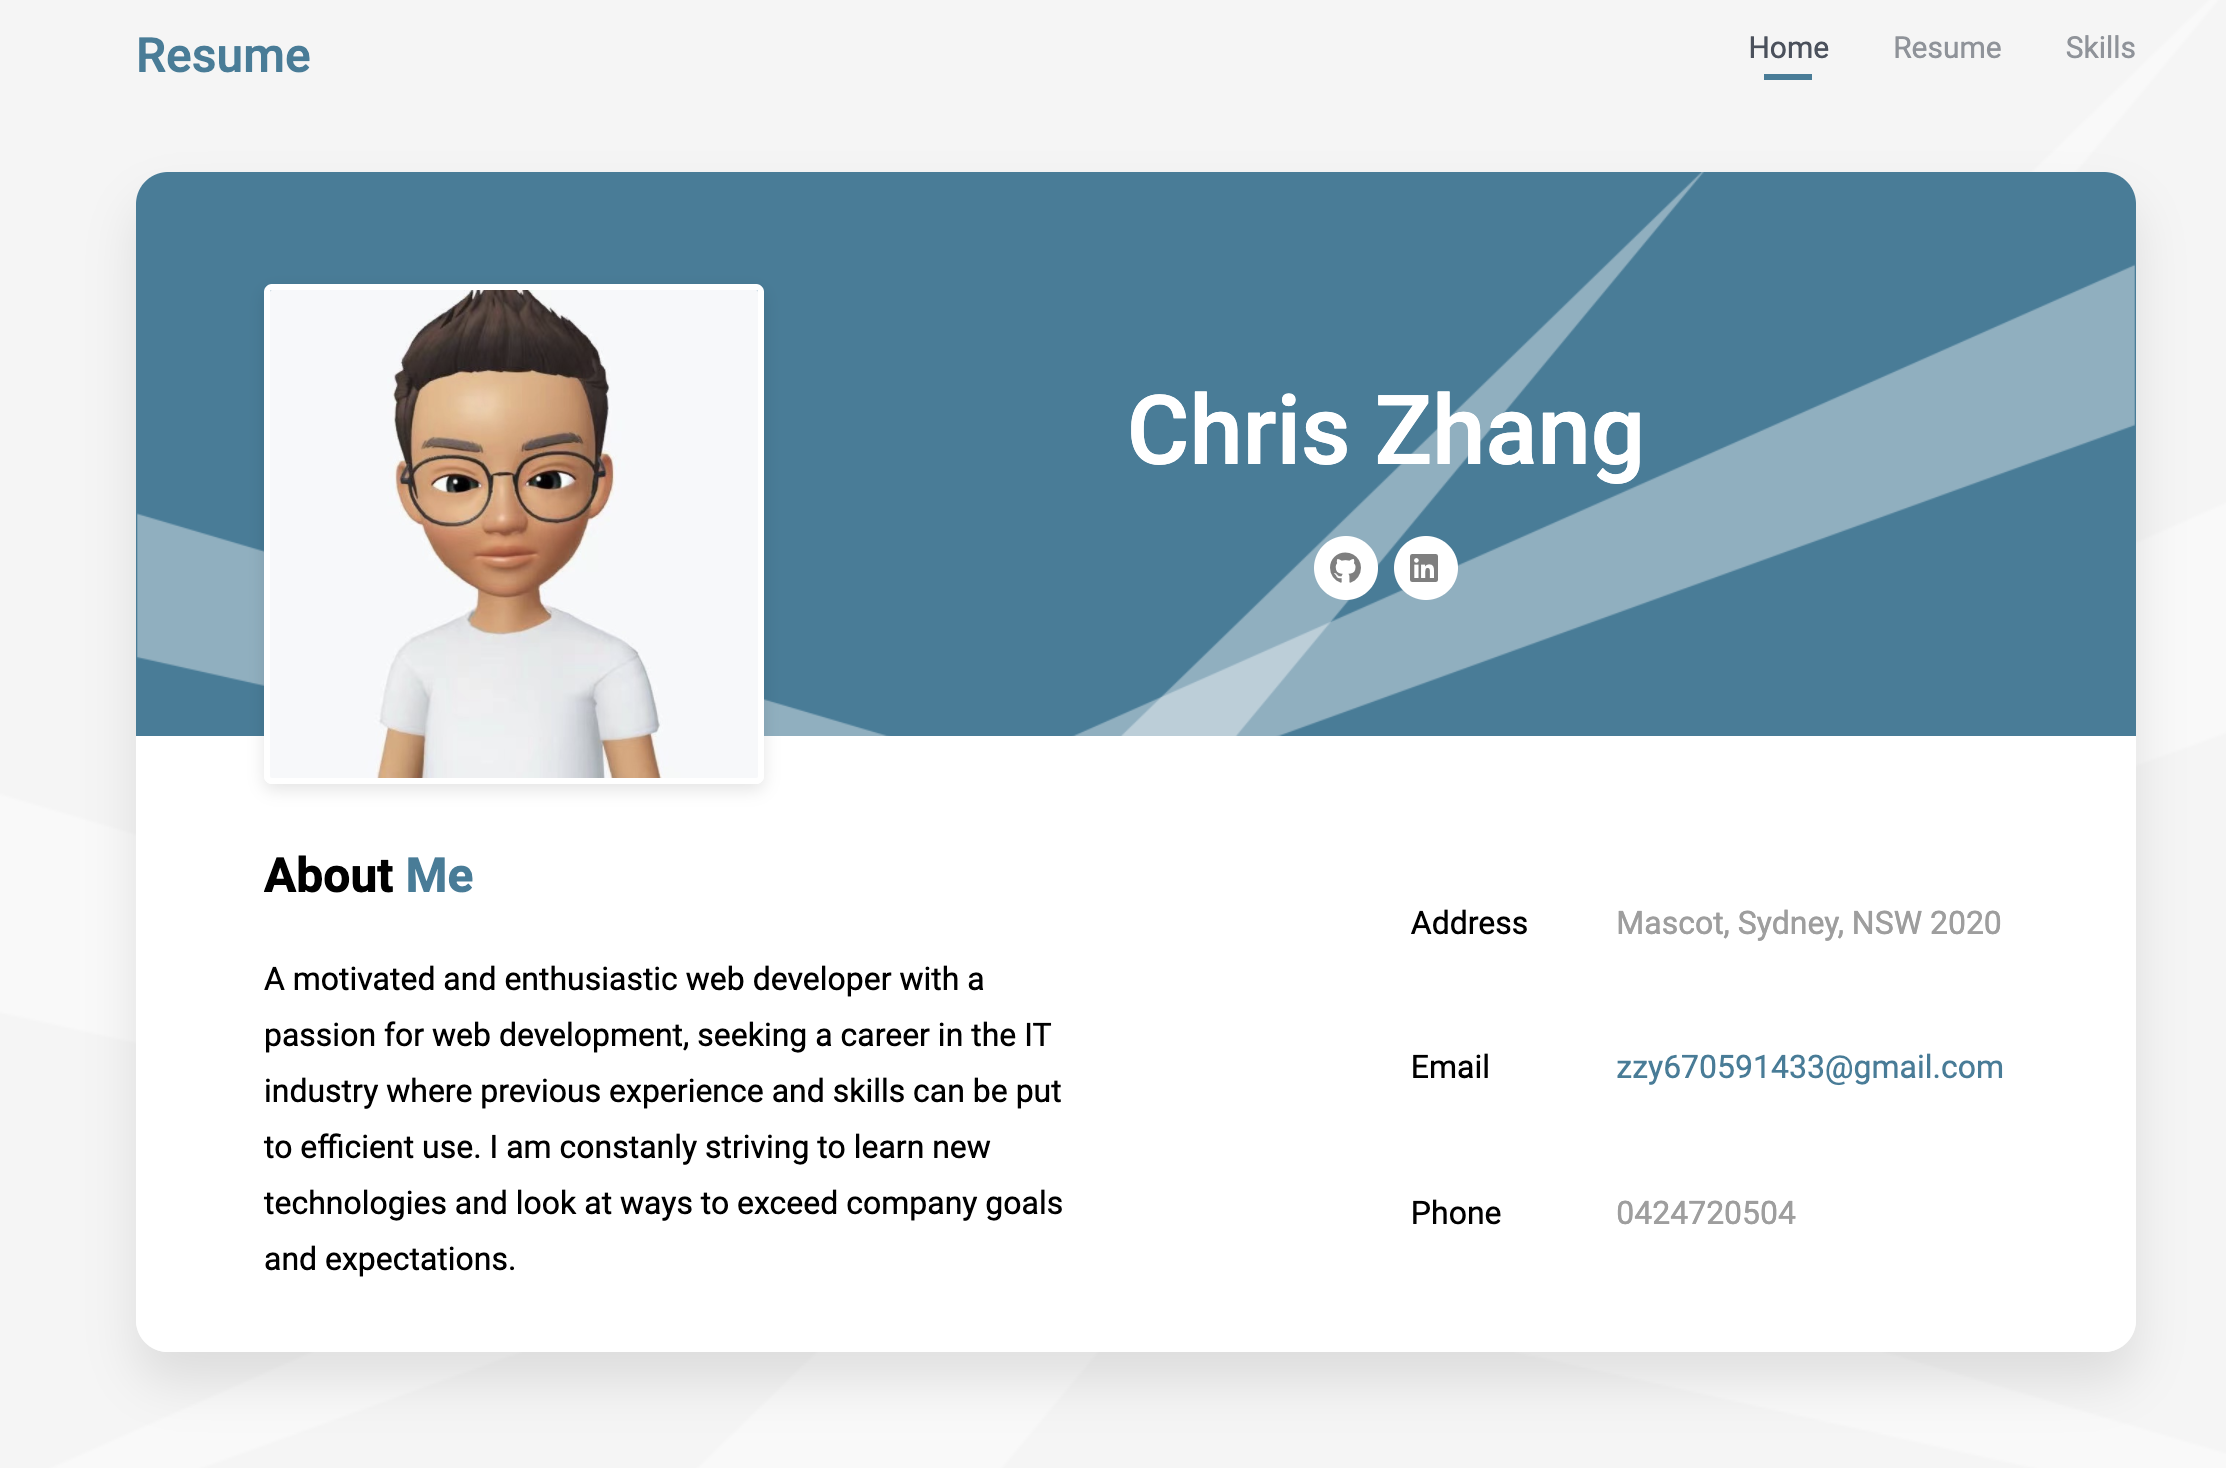 Resume
Home Resume Skills
Chris Zhang
in
About Me
A motivated and enthusiastic web developer with a
passion for web development, seeking a career in the IT
industry where previous experience and skills can be put
to efficient use. I am constanly striving to learn new
technologies and look at ways to exceed company goals
and expectations.
Address Mascot, Sydney, NSW 2020
Email zzy670591433@gmail.com
Phone 0424720504